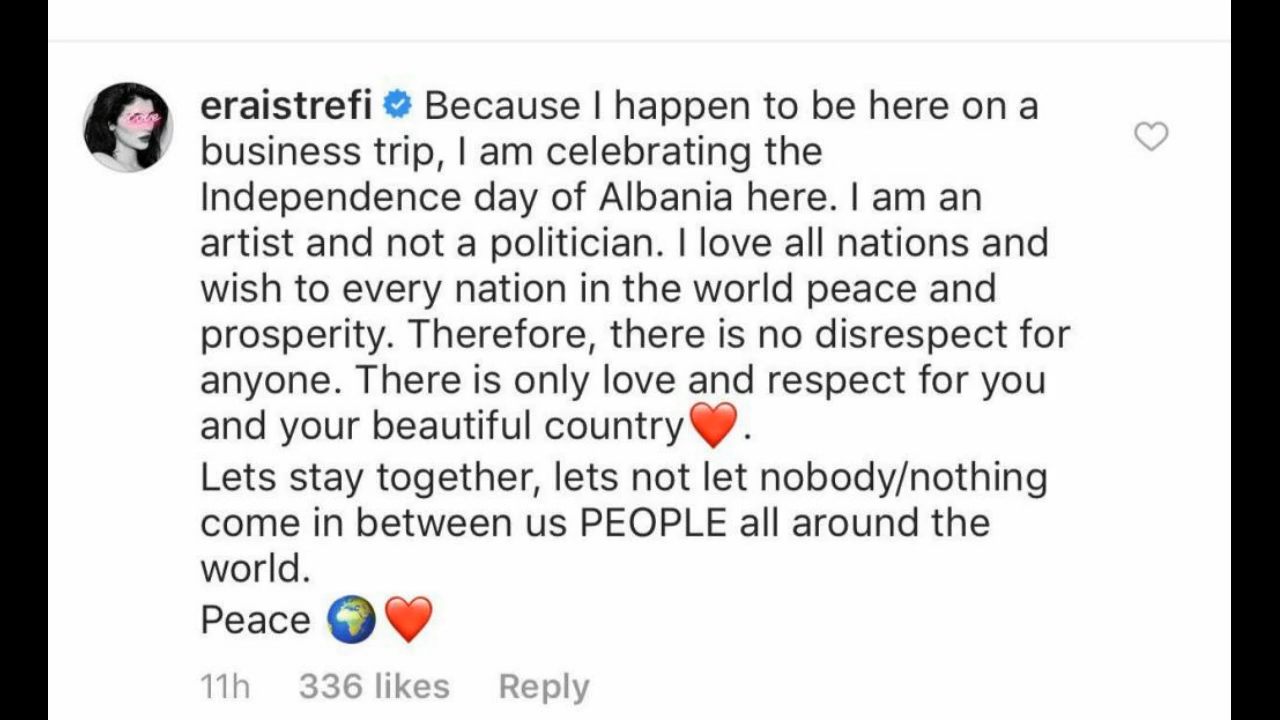 eraistrefi Because I happen to be here on a
business trip, I am celebrating the
Independence day of Albania here. I am an
artist and not a politician. I love all nations and
wish to every nation in the world peace and
prosperity. Therefore, there is no disrespect for
anyone. There is only love and respect for you
and your beautiful country❤️.
Lets stay together, lets not let nobody/nothing
come in between us PEOPLE all around the
world.
Peace 🌍❤️
11h 336 likes Reply